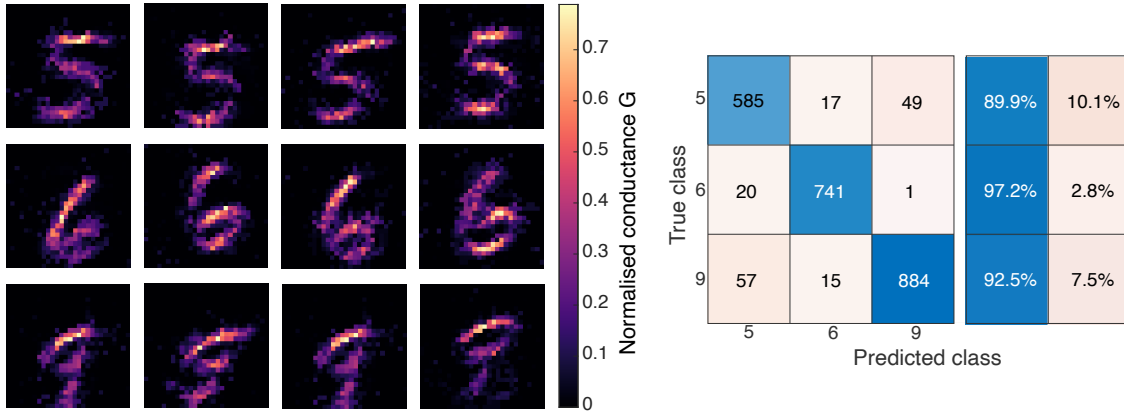 0.7
0.6
0.5
0.4
0.3
0.2
0.1
0
Normalised conductance G
True class
5 585 17 49 89.9% 10.1%
6 20 741 1 97.2% 2.8%
9 57 15 884 92.5% 7.5%
5 6 9
Predicted class